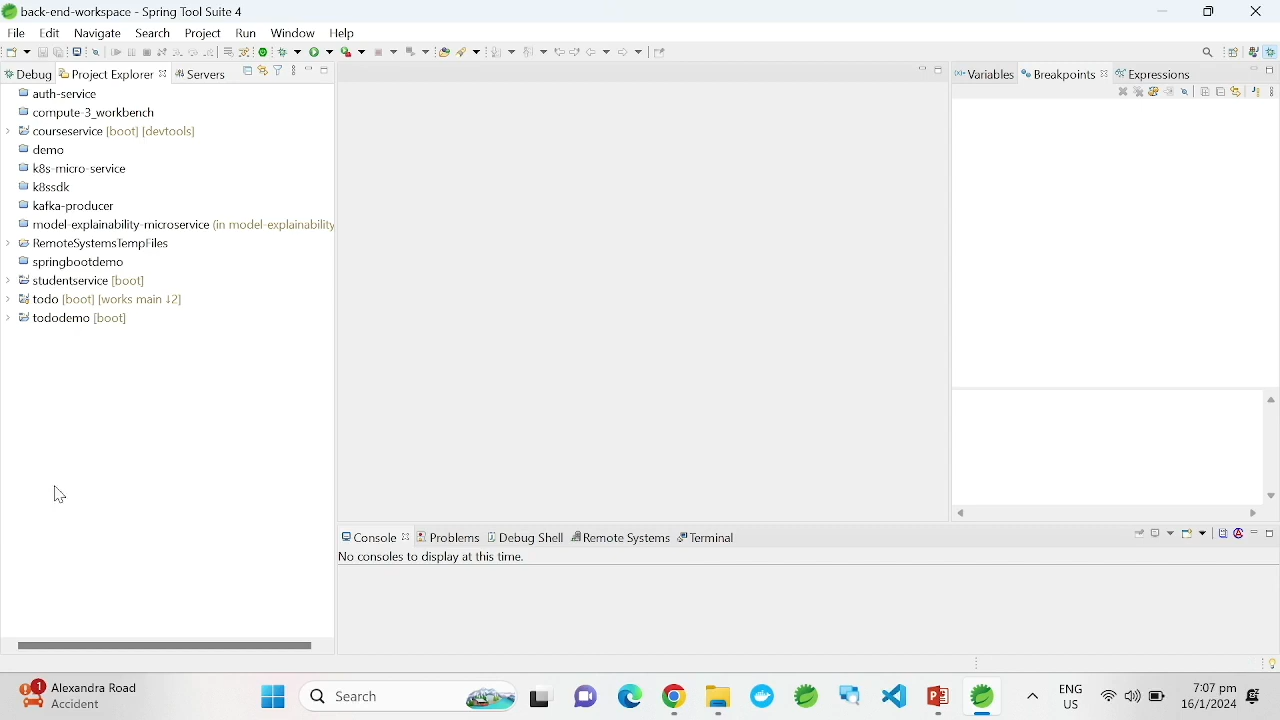 back-end-workspace - Spring Tool Suite 4
File Edit Navigate Search Project Run Window Help
Debug Project Explorer Servers
Variables Breakpoints Expressions
auth-service
compute-3_workbench
courseservice [boot] [devtools]
demo
k8s-micro-service
k8ssdk
kafka-producer
model-explainability-microservice (in model-explainability
RemoteSystemsTempFiles
springbootdemo
studentservice [boot]
todo [boot] [works main ↓2]
tododemo [boot]
Console Problems Debug Shell Remote Systems Terminal
No consoles to display at this time.
1
Alexandra Road
Accident
Search
ENG
US
7:07 pm
16/1/2024